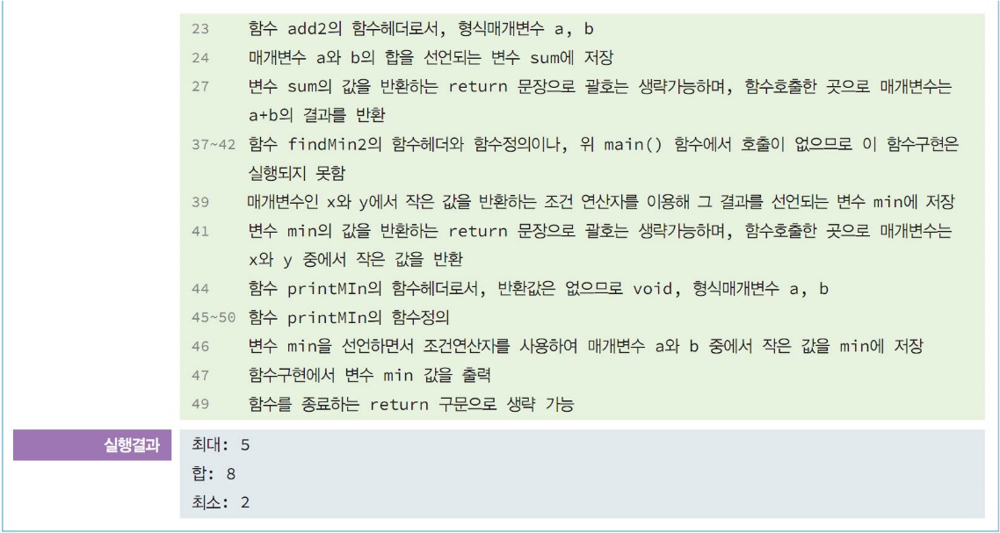 23 함수 add2의 함수헤더로서, 형식매개변수 a, b
24 매개변수 a와 b의 합을 선언되는 변수 sum에 저장
27 변수 sum의 값을 반환하는 return 문장으로 괄호는 생략가능하며, 함수호출한 곳으로 매개변수는
a+b의 결과를 반환
37~42 함수 findMin2의 함수헤더와 함수정의이나, 위 main() 함수에서 호출이 없으므로 이 함수구현은
실행되지 못함
39 매개변수인 x와 y에서 작은 값을 반환하는 조건 연산자를 이용해 그 결과를 선언되는 변수 min에 저장
41 변수 min의 값을 반환하는 return 문장으로 괄호는 생략가능하며, 함수호출한 곳으로 매개변수는
x와 y 중에서 작은 값을 반환
44 함수 printMIn의 함수헤더로서, 반환값은 없으므로 void, 형식매개변수 a, b
45~50 함수 printMIn의 함수정의
46 변수 min을 선언하면서 조건연산자를 사용하여 매개변수 a와 b 중에서 작은 값을 min에 저장
47 함수구현에서 변수 min 값을 출력
49 함수를 종료하는 return 구문으로 생략 가능
실행결과
최대: 5
합: 8
최소: 2